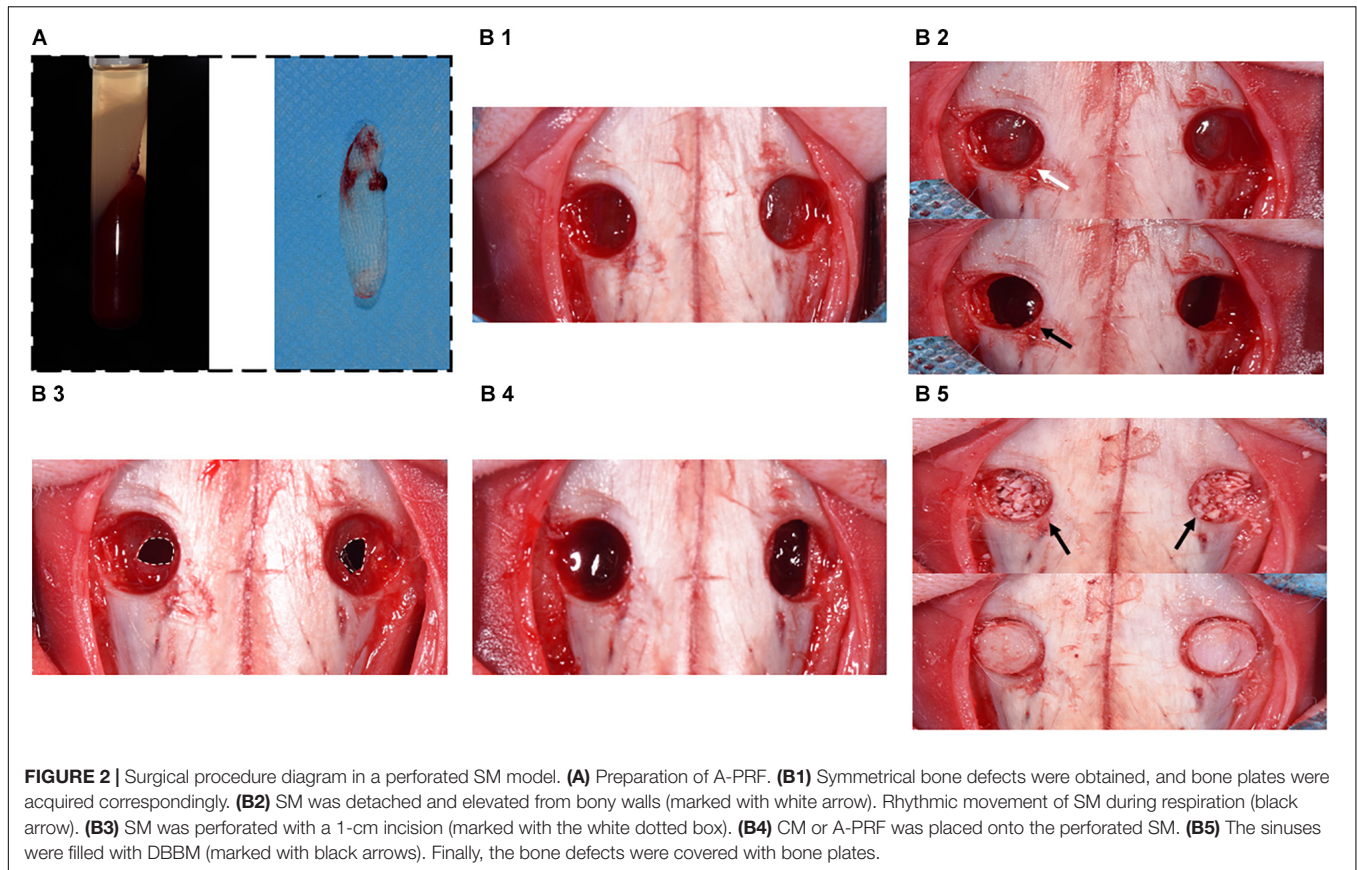 A
B 1
B 2
B 3
B 4
B 5
FIGURE 2 | Surgical procedure diagram in a perforated SM model. (A) Preparation of A-PRF. (B1) Symmetrical bone defects were obtained, and bone plates were
acquired correspondingly. (B2) SM was detached and elevated from bony walls (marked with white arrow). Rhythmic movement of SM during respiration (black
arrow). (B3) SM was perforated with a 1-cm incision (marked with the white dotted box). (B4) CM or A-PRF was placed onto the perforated SM. (B5) The sinuses
were filled with DBBM (marked with black arrows). Finally, the bone defects were covered with bone plates.